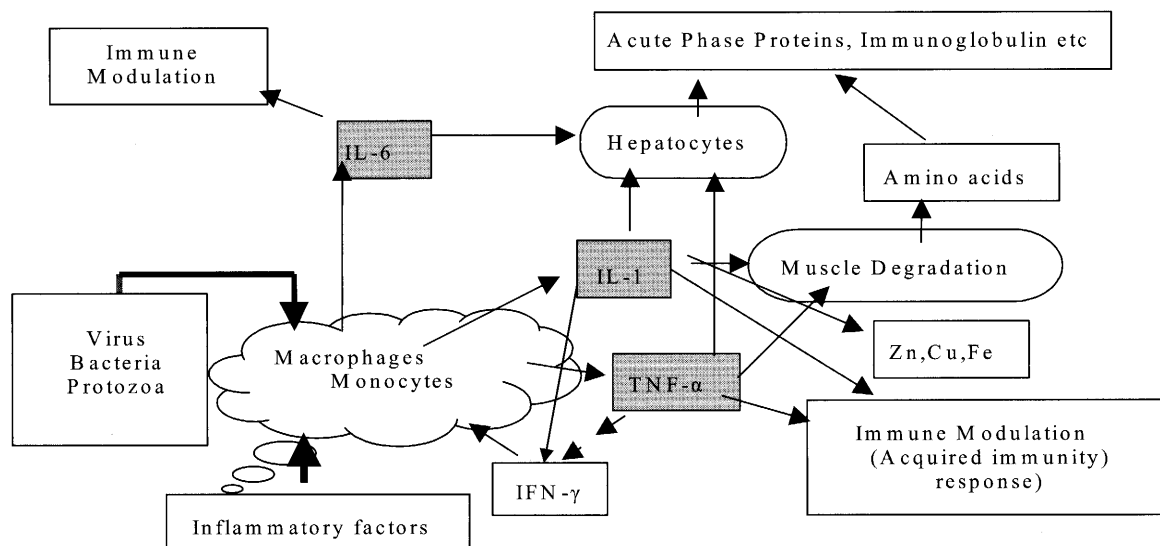 Acute Phase Proteins, Immunoglobulin etc
Immune
Modulation
IL-6
Hepatocytes
Amino acids
IL-1
Muscle Degradation
Virus
Bacteria
Protozoa
Macrophages
Monocytes
Zn,Cu,Fe
TNF-α
Immune Modulation
(Acquired immunity)
response)
IFN-γ
Inflammatory factors